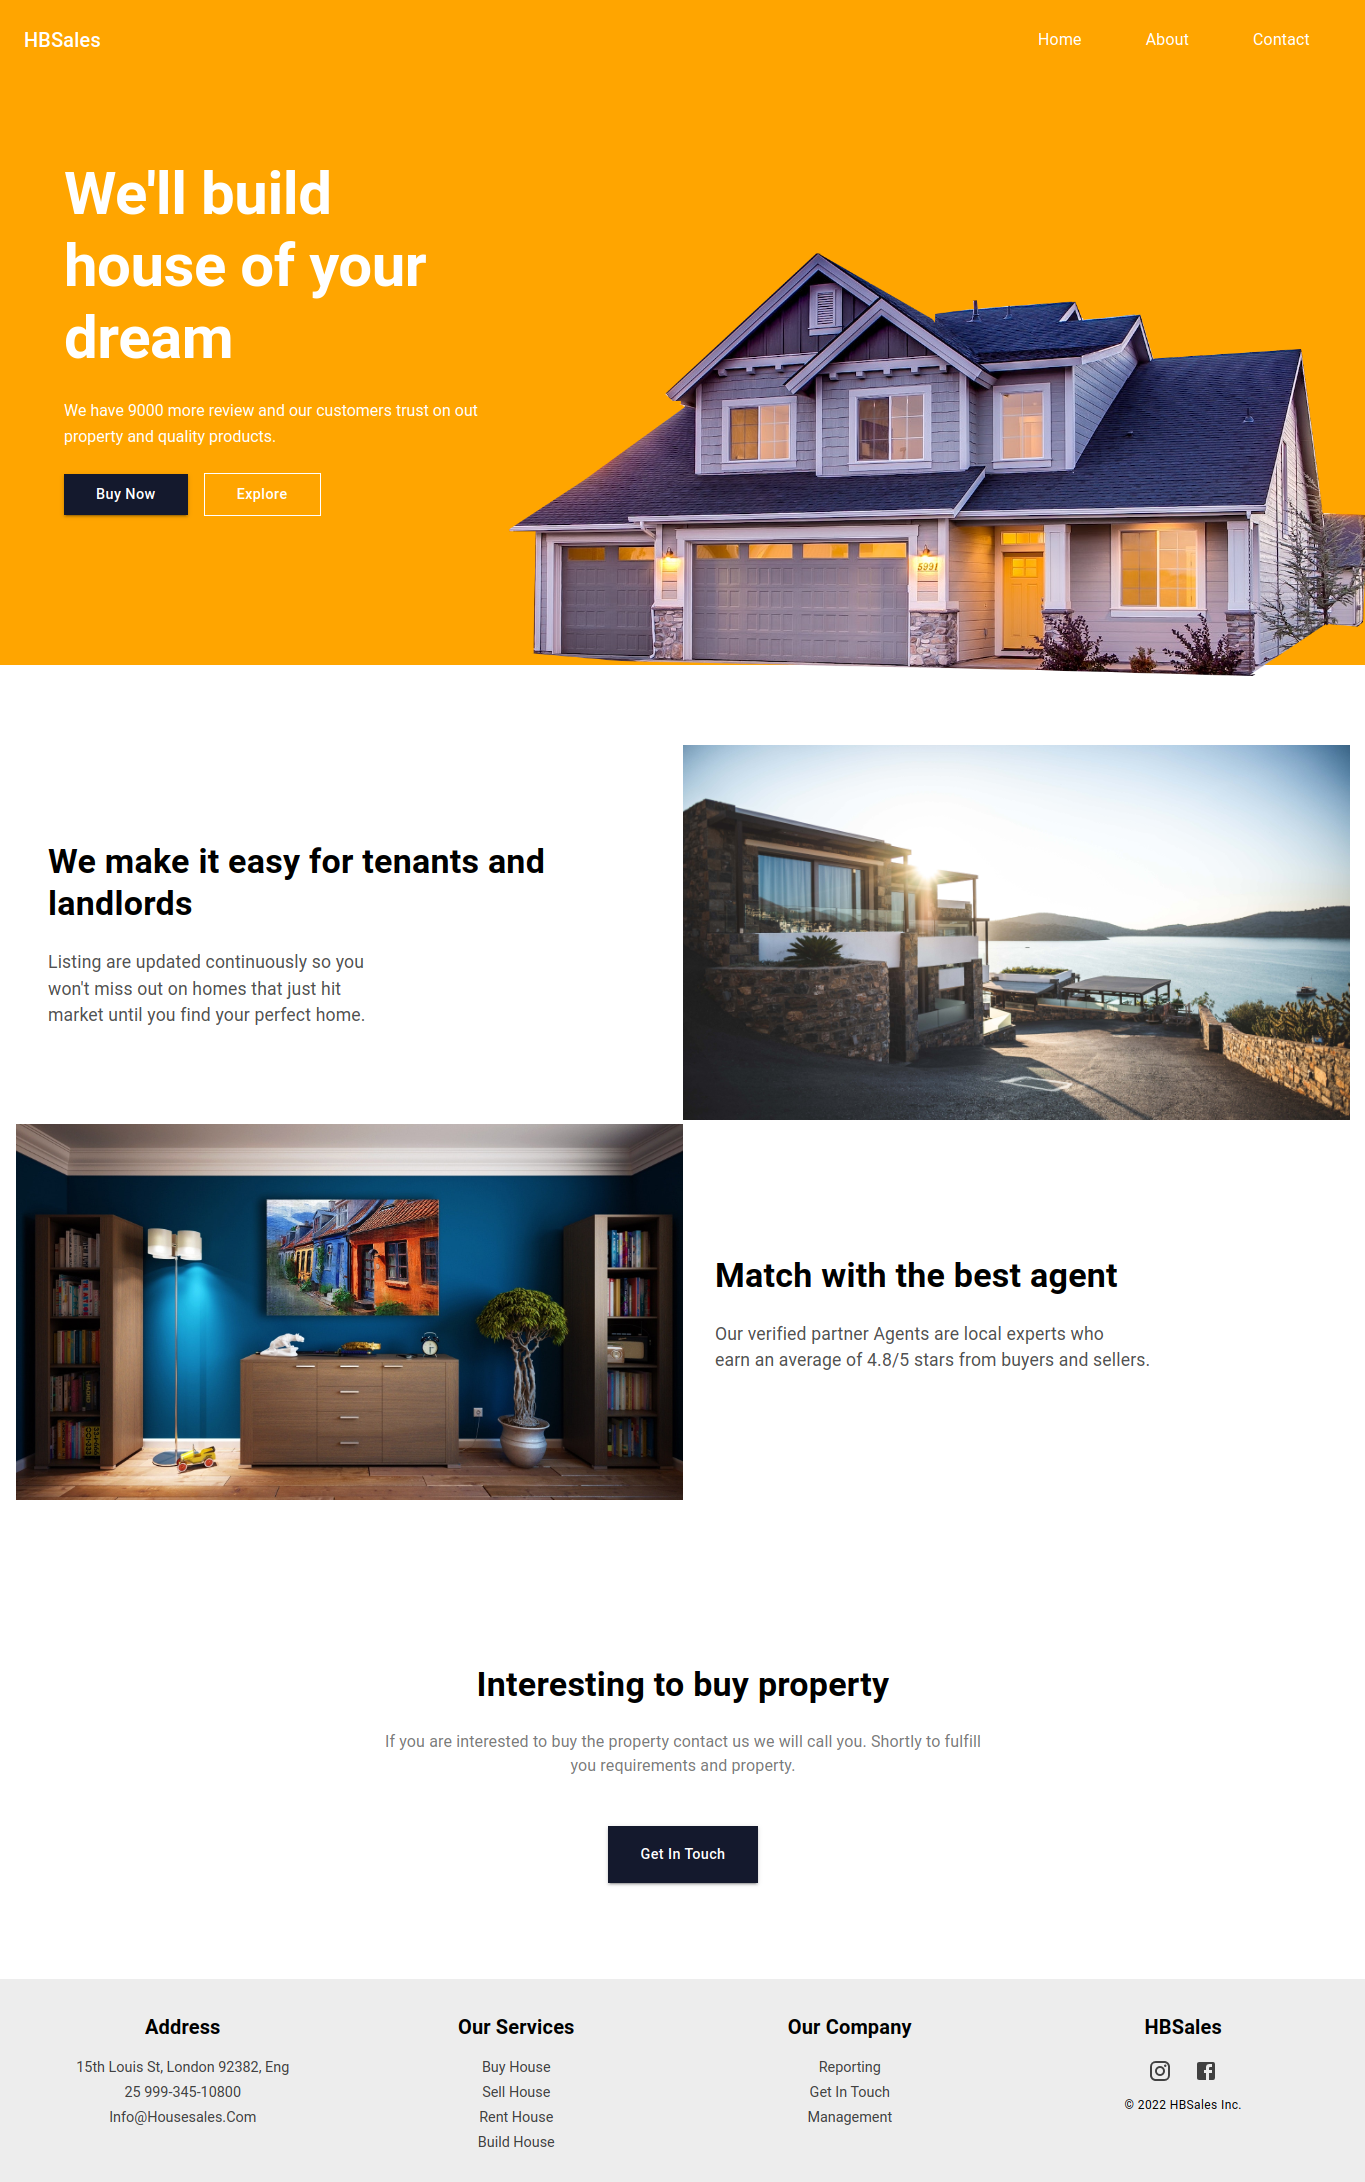 HBSales
Home
About
Contact
We'll build
house of your
dream
We have 9000 more review and our customers trust on out
property and quality products.
Buy Now
Explore
5991
We make it easy for tenants and
landlords
Listing are updated continuously so you
won't miss out on homes that just hit
market until you find your perfect home.
Match with the best agent
Our verified partner Agents are local experts who
earn an average of 4.8/5 stars from buyers and sellers.
Interesting to buy property
If you are interested to buy the property contact us we will call you. Shortly to fulfill
you requirements and property.
Get In Touch
Address
15th Louis St, London 92382, Eng
25 999-345-10800
Info@Housesales.Com
Our Services
Buy House
Sell House
Rent House
Build House
Our Company
Reporting
Get In Touch
Management
HBSales
© 2022 HBSales Inc.